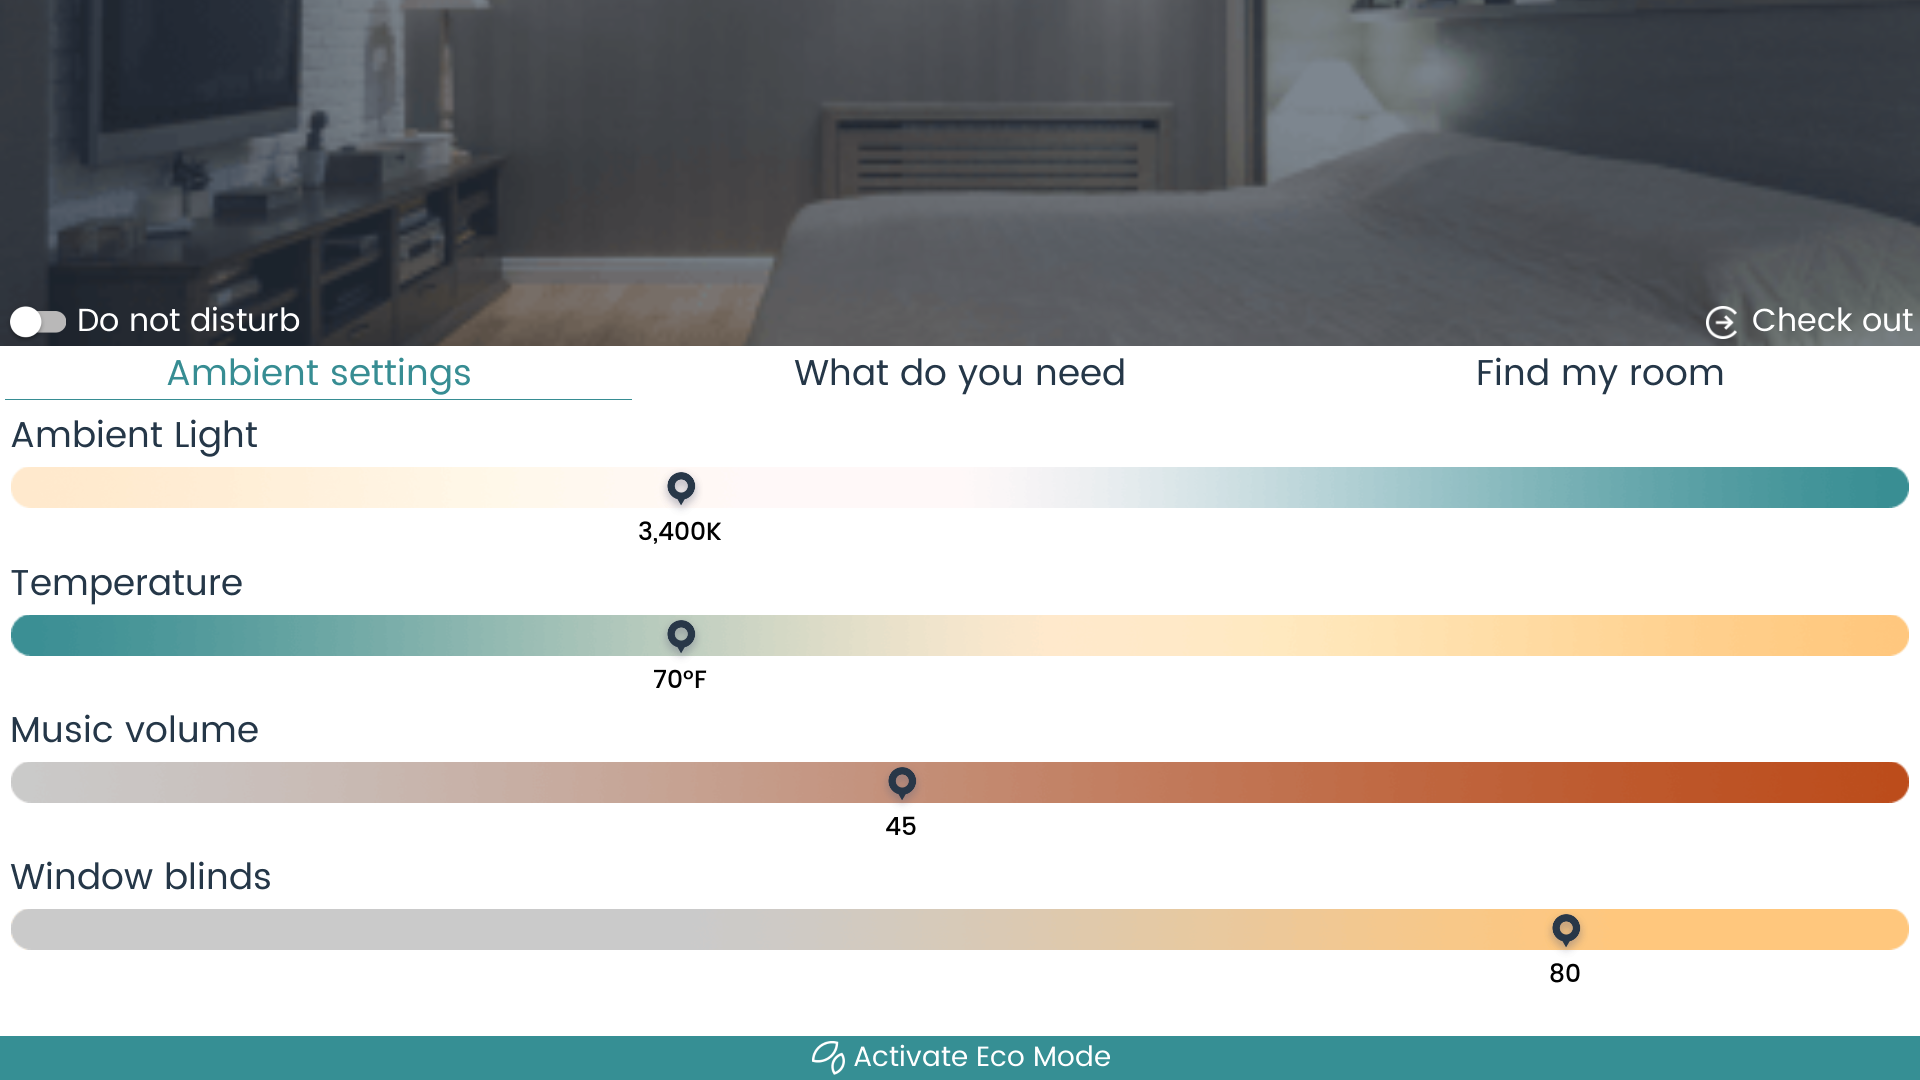 Do not disturb
Check out
Ambient settings
What do you need
Find my room
Ambient Light
3,400K
Temperature
70°F
Music volume
45
Window blinds
80
Activate Eco Mode